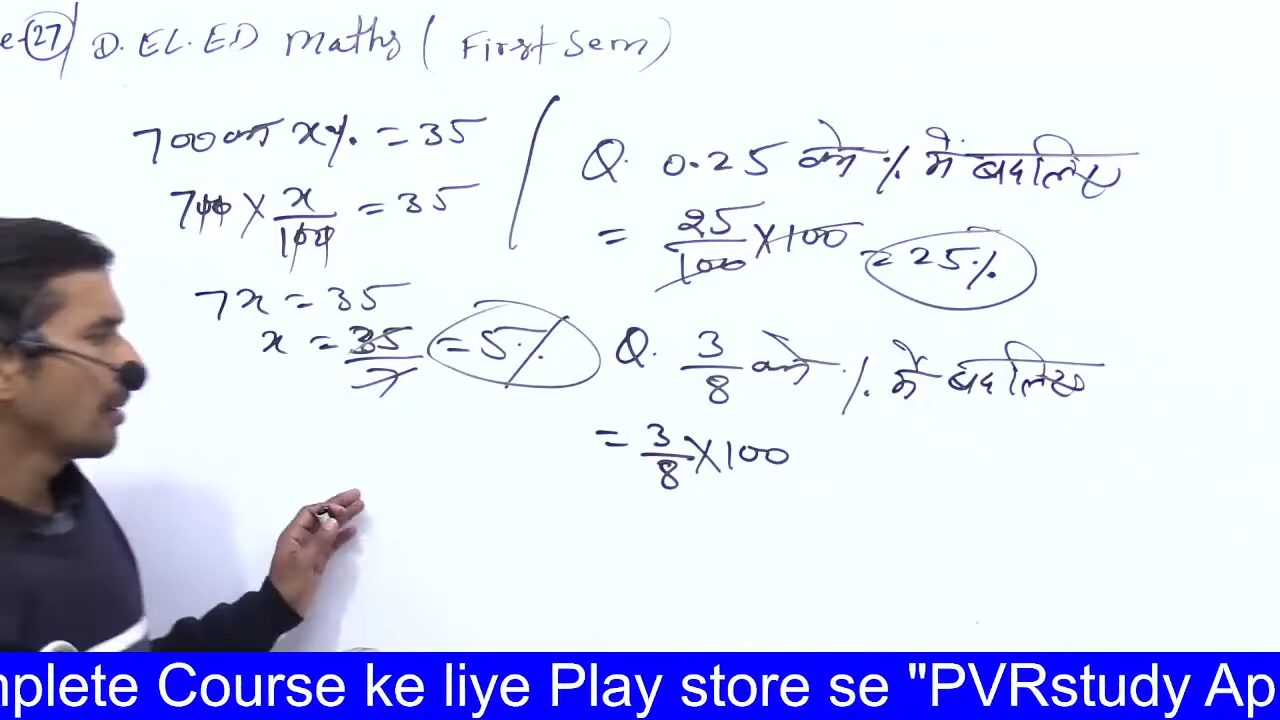 e-27 D.EL.ED Maths ( First Sem )
700 का x% = 35
700 × x/100 = 35
7x = 35
x = 35/7 = 5%
Q. 0.25 को % में बदलिए
= 25/100 × 100 = 25%
Q. 3/8 को % में बदलिए
= 3/8 × 100
nplete Course ke liye Play store se "PVRstudy Ap